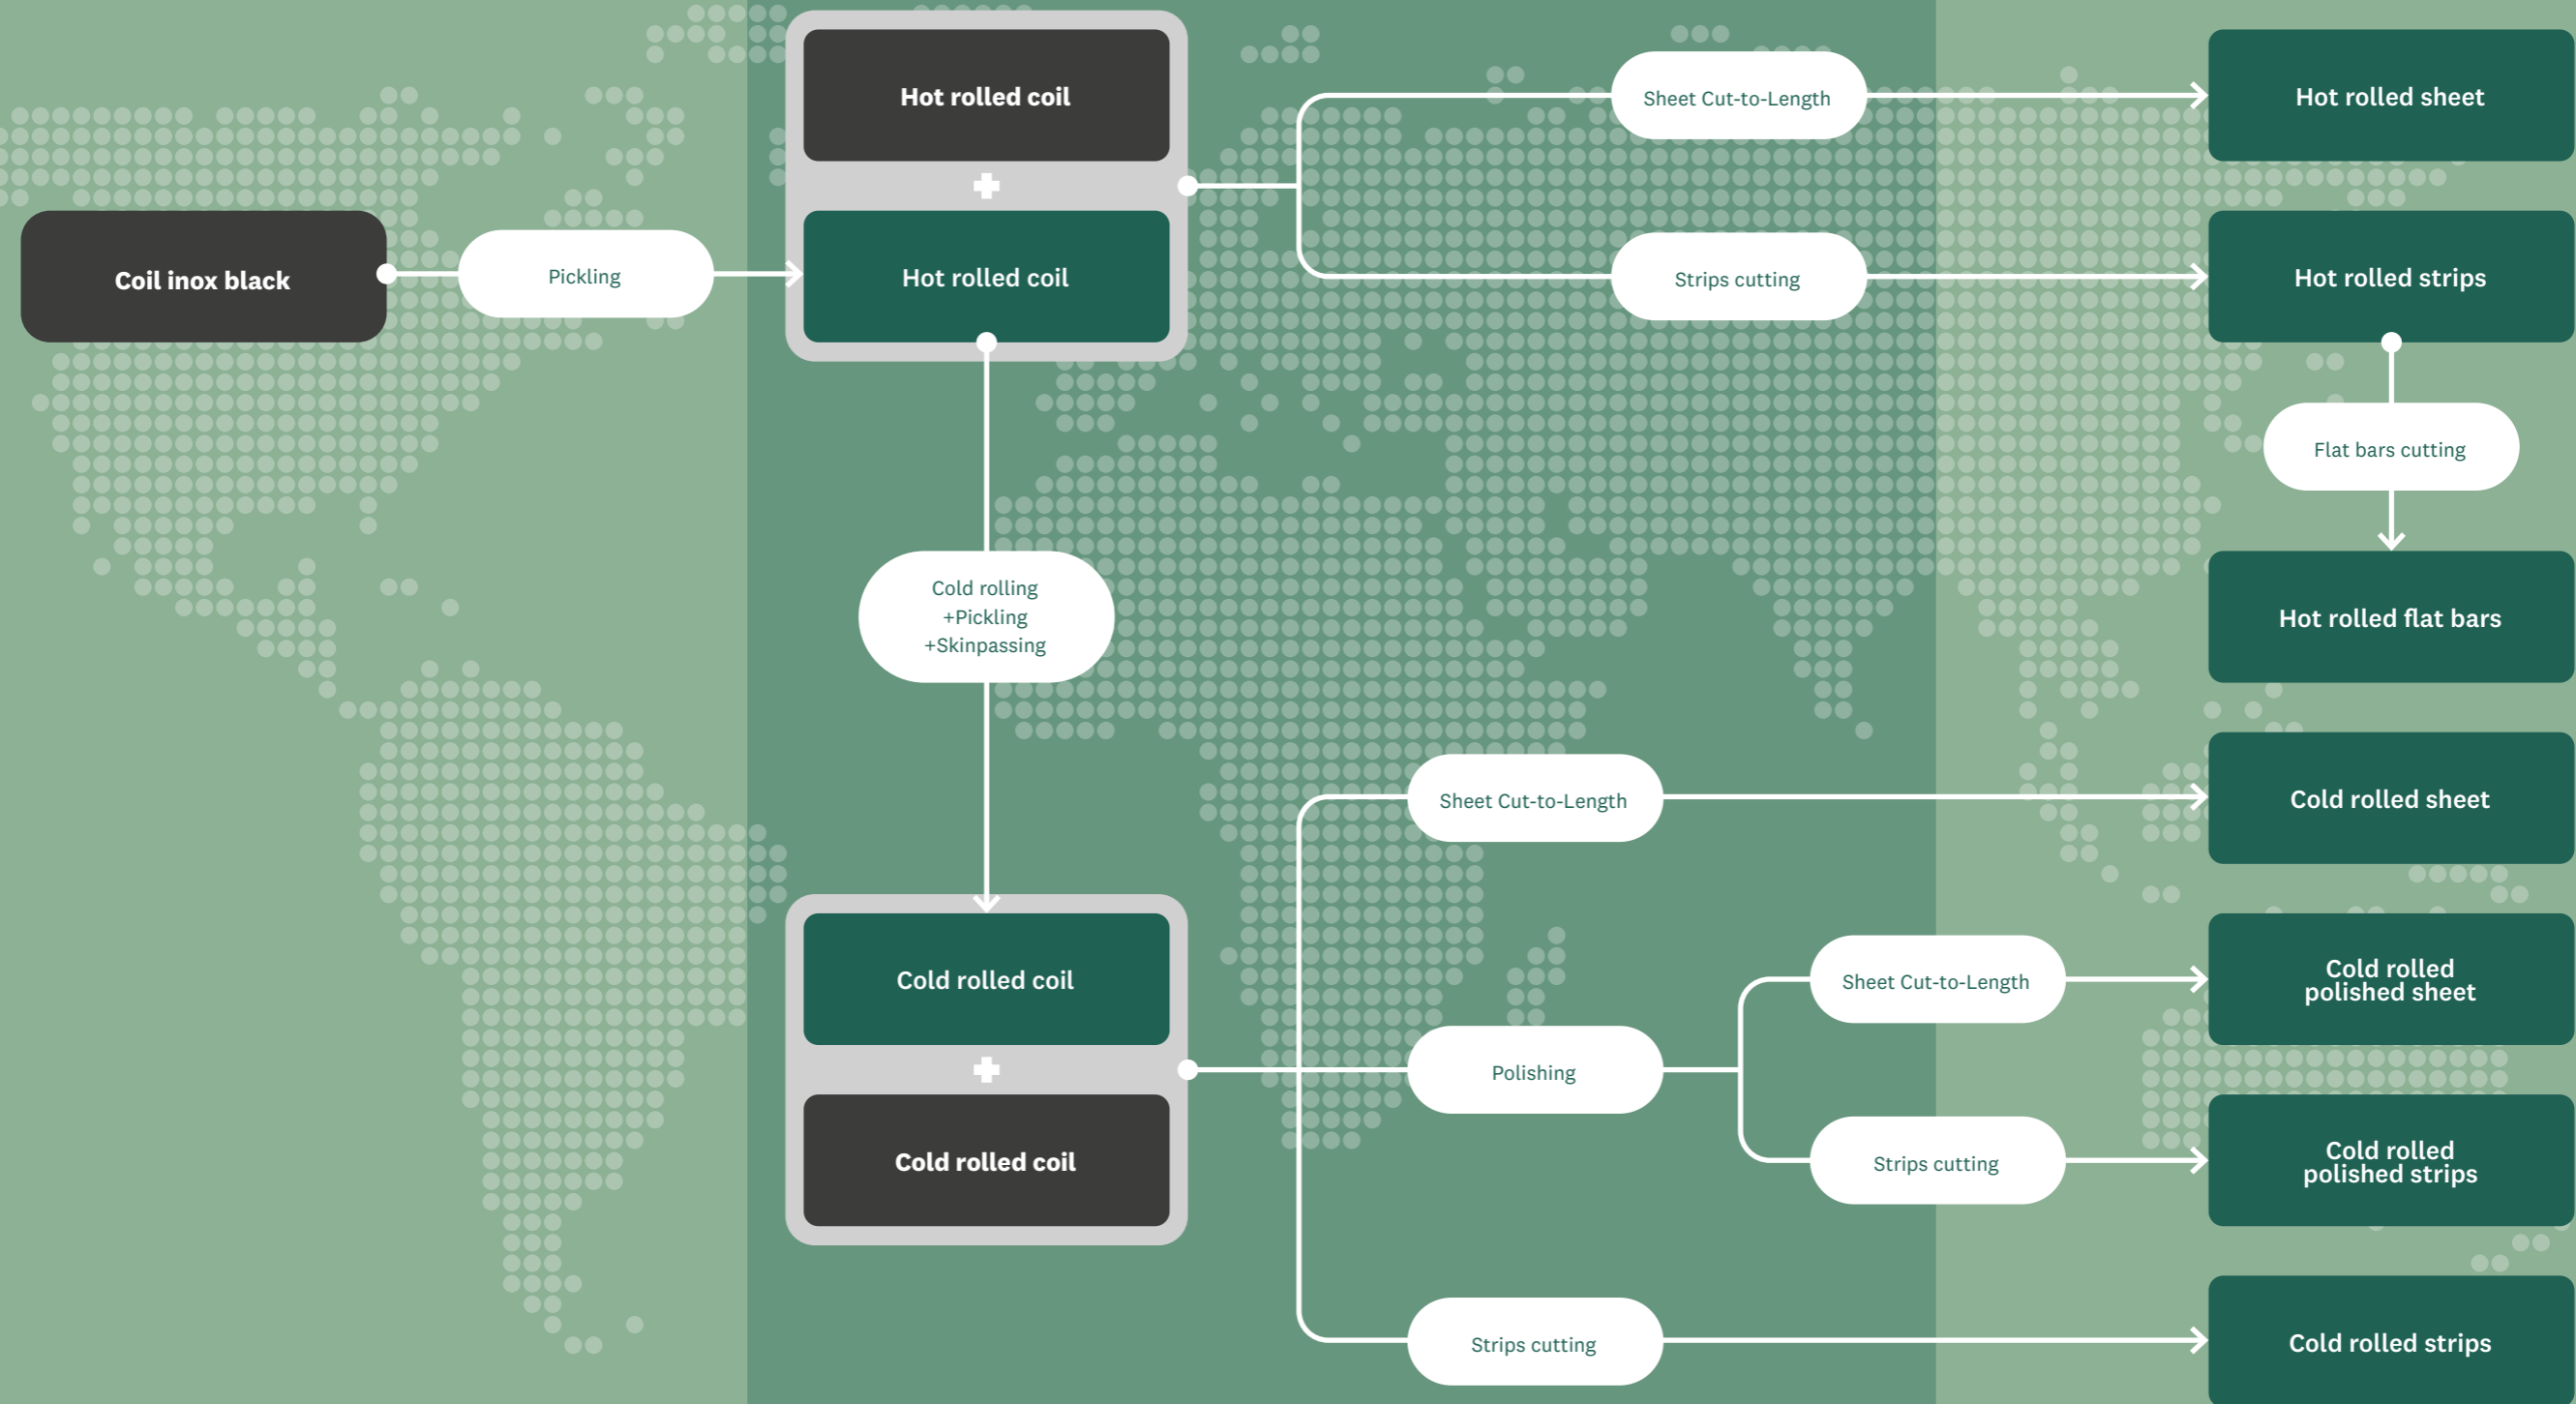 Coil inox black
Pickling
Hot rolled coil
Hot rolled coil
Sheet Cut-to-Length
Hot rolled sheet
Strips cutting
Hot rolled strips
Flat bars cutting
Hot rolled flat bars
Cold rolling
+Pickling
+Skinpassing
Cold rolled coil
Cold rolled coil
Sheet Cut-to-Length
Cold rolled sheet
Polishing
Sheet Cut-to-Length
Cold rolled
polished sheet
Strips cutting
Cold rolled
polished strips
Strips cutting
Cold rolled strips